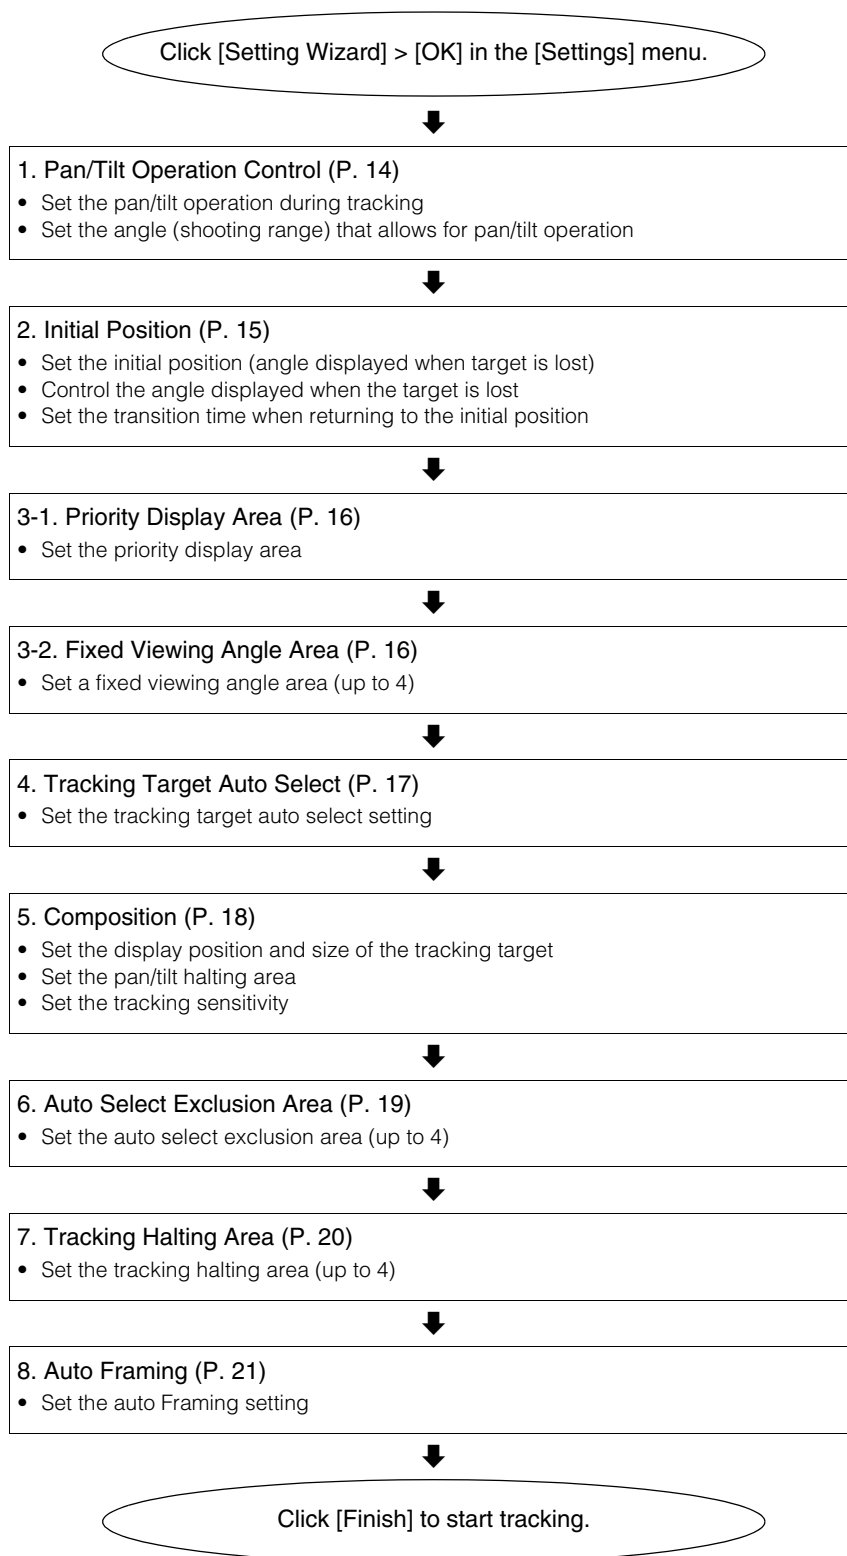 Click [Setting Wizard] > [OK] in the [Settings] menu.
1. Pan/Tilt Operation Control (P. 14)
• Set the pan/tilt operation during tracking
• Set the angle (shooting range) that allows for pan/tilt operation
2. Initial Position (P. 15)
• Set the initial position (angle displayed when target is lost)
• Control the angle displayed when the target is lost
• Set the transition time when returning to the initial position
3-1. Priority Display Area (P. 16)
• Set the priority display area
3-2. Fixed Viewing Angle Area (P. 16)
• Set a fixed viewing angle area (up to 4)
4. Tracking Target Auto Select (P. 17)
• Set the tracking target auto select setting
5. Composition (P. 18)
• Set the display position and size of the tracking target
• Set the pan/tilt halting area
• Set the tracking sensitivity
6. Auto Select Exclusion Area (P. 19)
• Set the auto select exclusion area (up to 4)
7. Tracking Halting Area (P. 20)
• Set the tracking halting area (up to 4)
8. Auto Framing (P. 21)
• Set the auto Framing setting
Click [Finish] to start tracking.